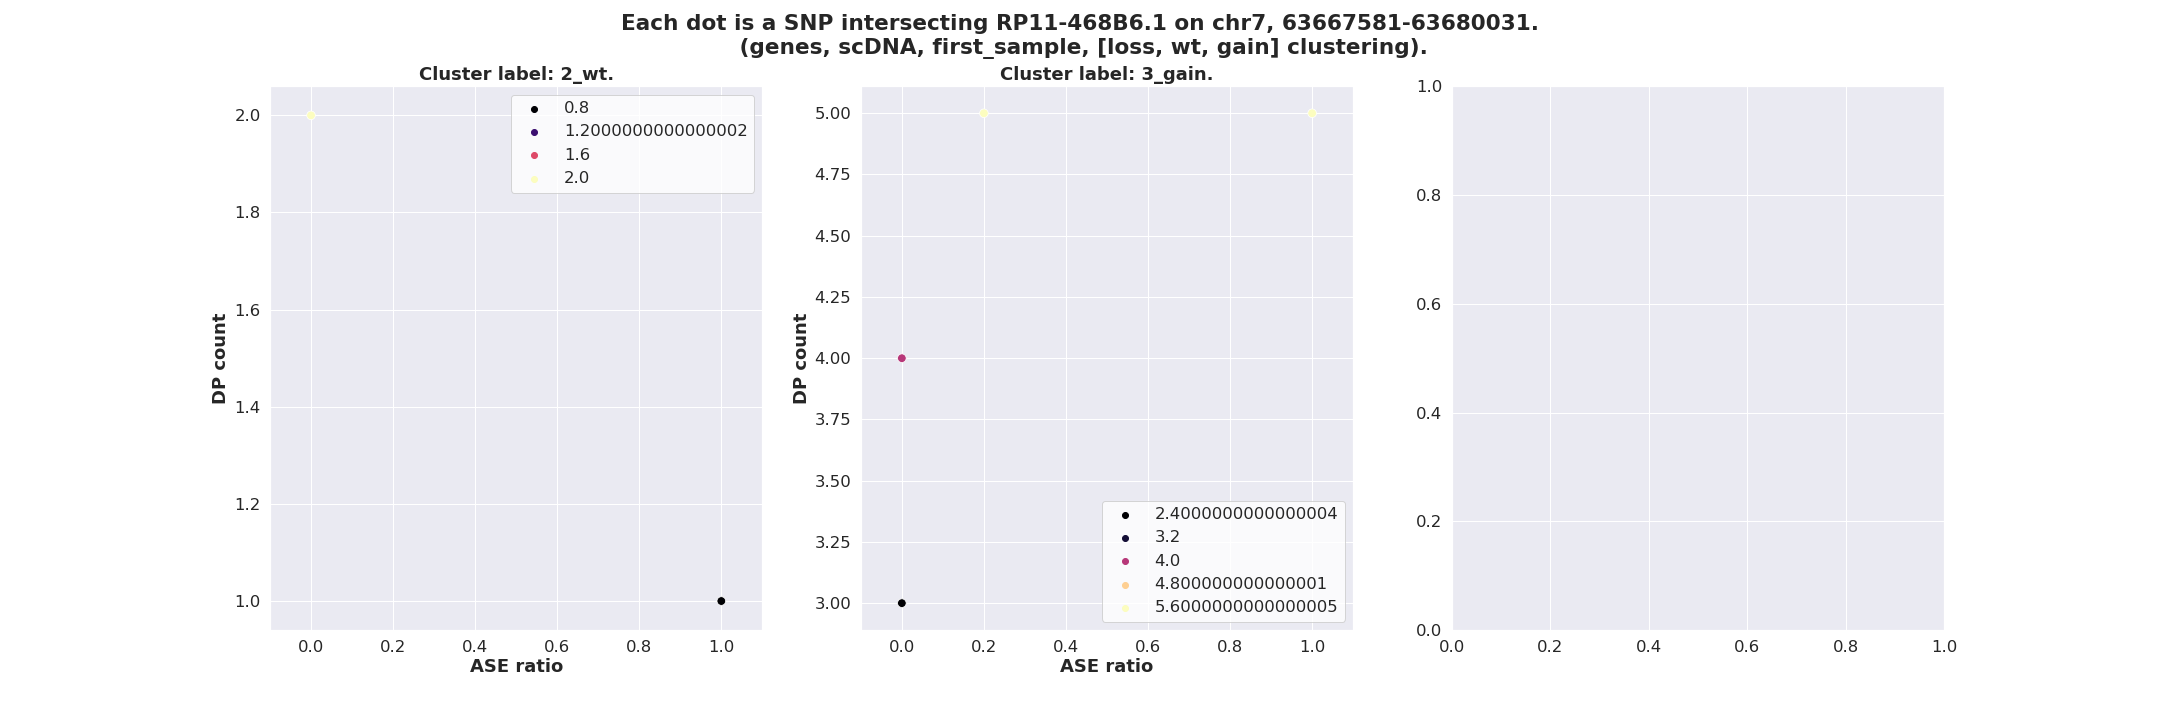 Each dot is a SNP intersecting RP11-468B6.1 on chr7, 63667581-63680031.
(genes, scDNA, first_sample, [loss, wt, gain] clustering).
Cluster label: 2_wt.
0.8
1.2000000000000002
1.6
2.0
2.0
1.8
1.6
1.4
1.2
1.0
DP count
0.0 0.2 0.4 0.6 0.8 1.0
ASE ratio
Cluster label: 3_gain.
5.00
4.75
4.50
4.25
4.00
3.75
3.50
3.25
3.00
DP count
2.4000000000000004
3.2
4.0
4.800000000000001
5.6000000000000005
0.0 0.2 0.4 0.6 0.8 1.0
ASE ratio
1.0
0.8
0.6
0.4
0.2
0.0
0.0 0.2 0.4 0.6 0.8 1.0